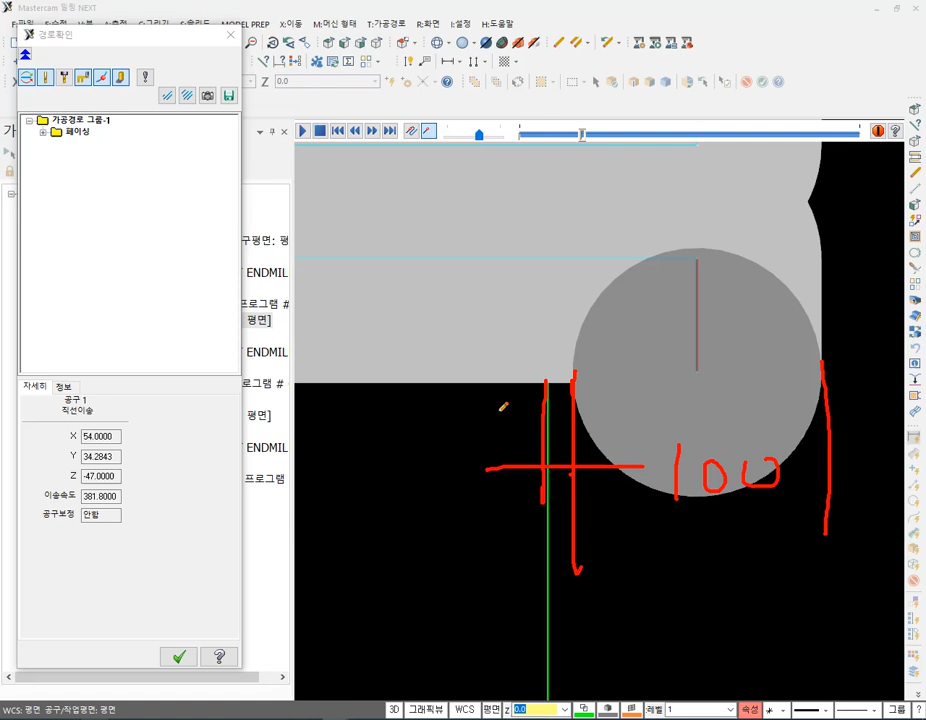 Mastercam 밀링 NEXT
MODEL PREP X:이동 M:머신 형태 T:가공경로 R:화면 I:설정 H:도움말
경로확인
Z 0.0
가공경로 그룹-1
페이싱
구평면: 평
ENDMIL
프로그램 #
평면]
ENDMIL
프로그램 #
평면]
ENDMIL
프로그램 #
자세히 정보
공구 1
직선이송
X 54.0000
Y 34.2843
Z -47.0000
이송속도 381.8000
공구보정 안함
100
WCS: 평면 공구/작업평면: 평면
3D 그래픽뷰 WCS 평면 Z 0.0 레벨 1 속성 그룹 ?